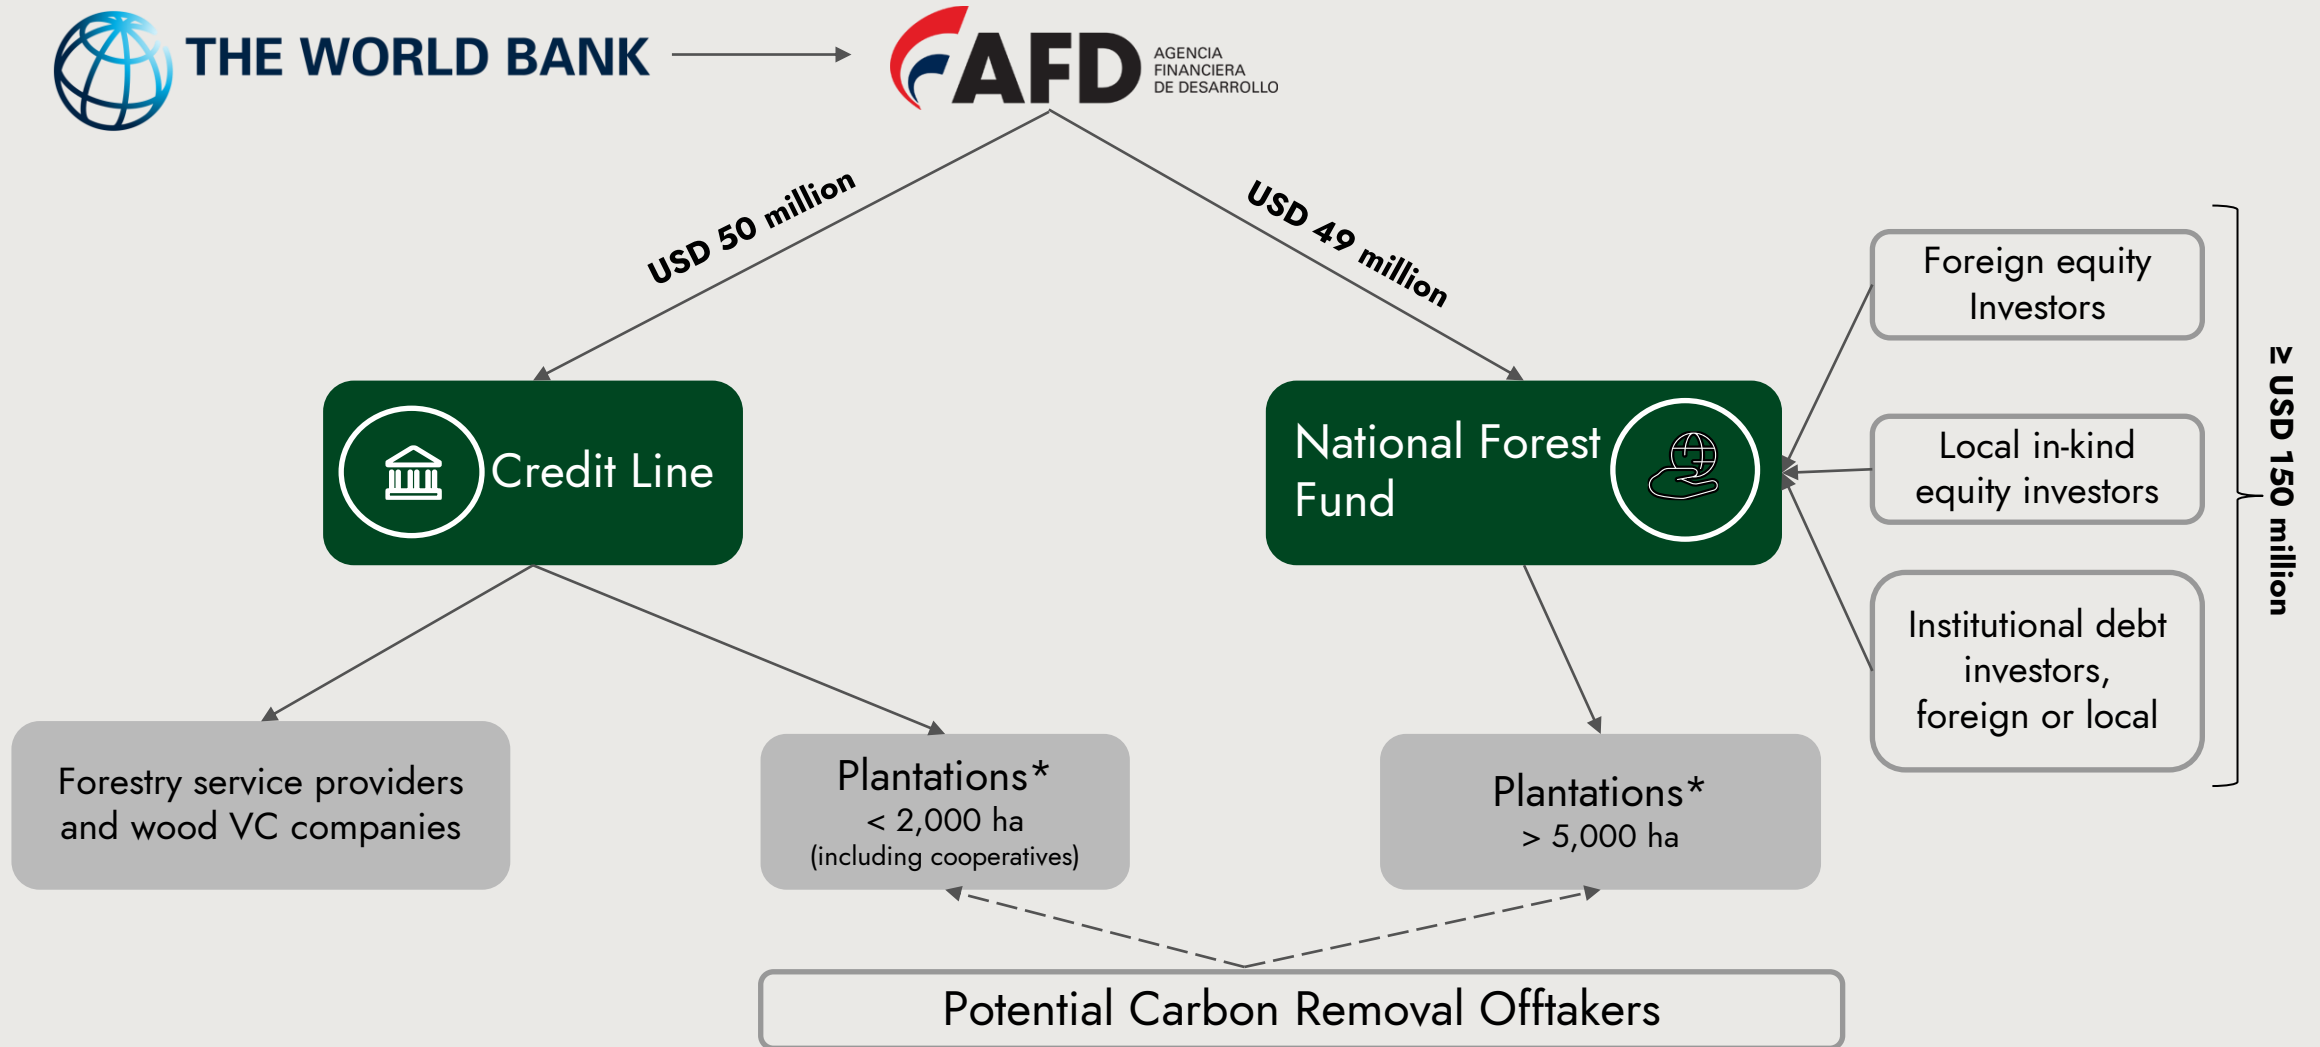 THE WORLD BANK
AFD
AGENCIA
FINANCIERA
DE DESARROLLO
USD 50 million
USD 49 million
Credit Line
National Forest
Fund
Foreign equity
Investors
Local in-kind
equity investors
Institutional debt
investors,
foreign or local
≥ USD 150 million
Forestry service providers
and wood VC companies
Plantations*
< 2,000 ha
(including cooperatives)
Plantations*
> 5,000 ha
Potential Carbon Removal Offtakers